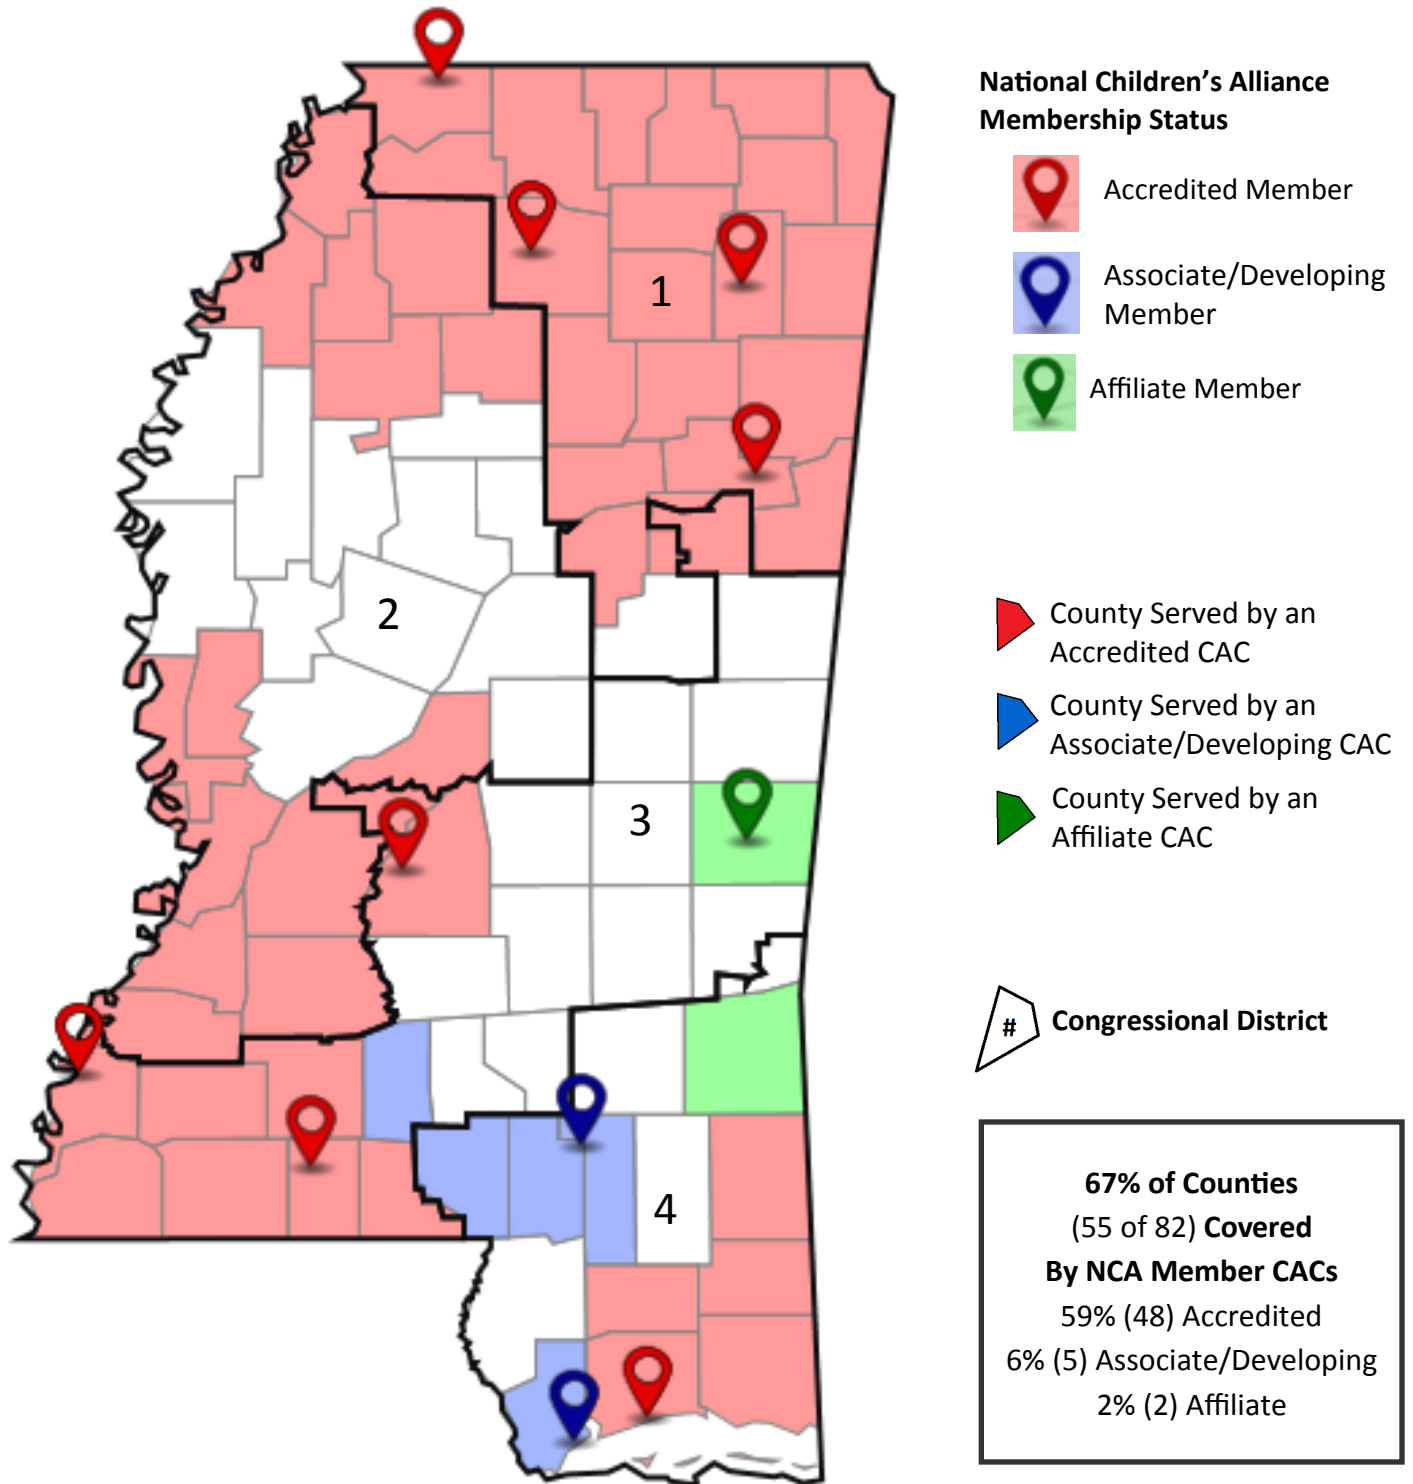 National Children’s Alliance
Membership Status
Accredited Member
Associate/Developing
Member
Affiliate Member
1
2
3
4
County Served by an
Accredited CAC
County Served by an
Associate/Developing CAC
County Served by an
Affiliate CAC
# Congressional District
67% of Counties
(55 of 82) Covered
By NCA Member CACs
59% (48) Accredited
6% (5) Associate/Developing
2% (2) Affiliate